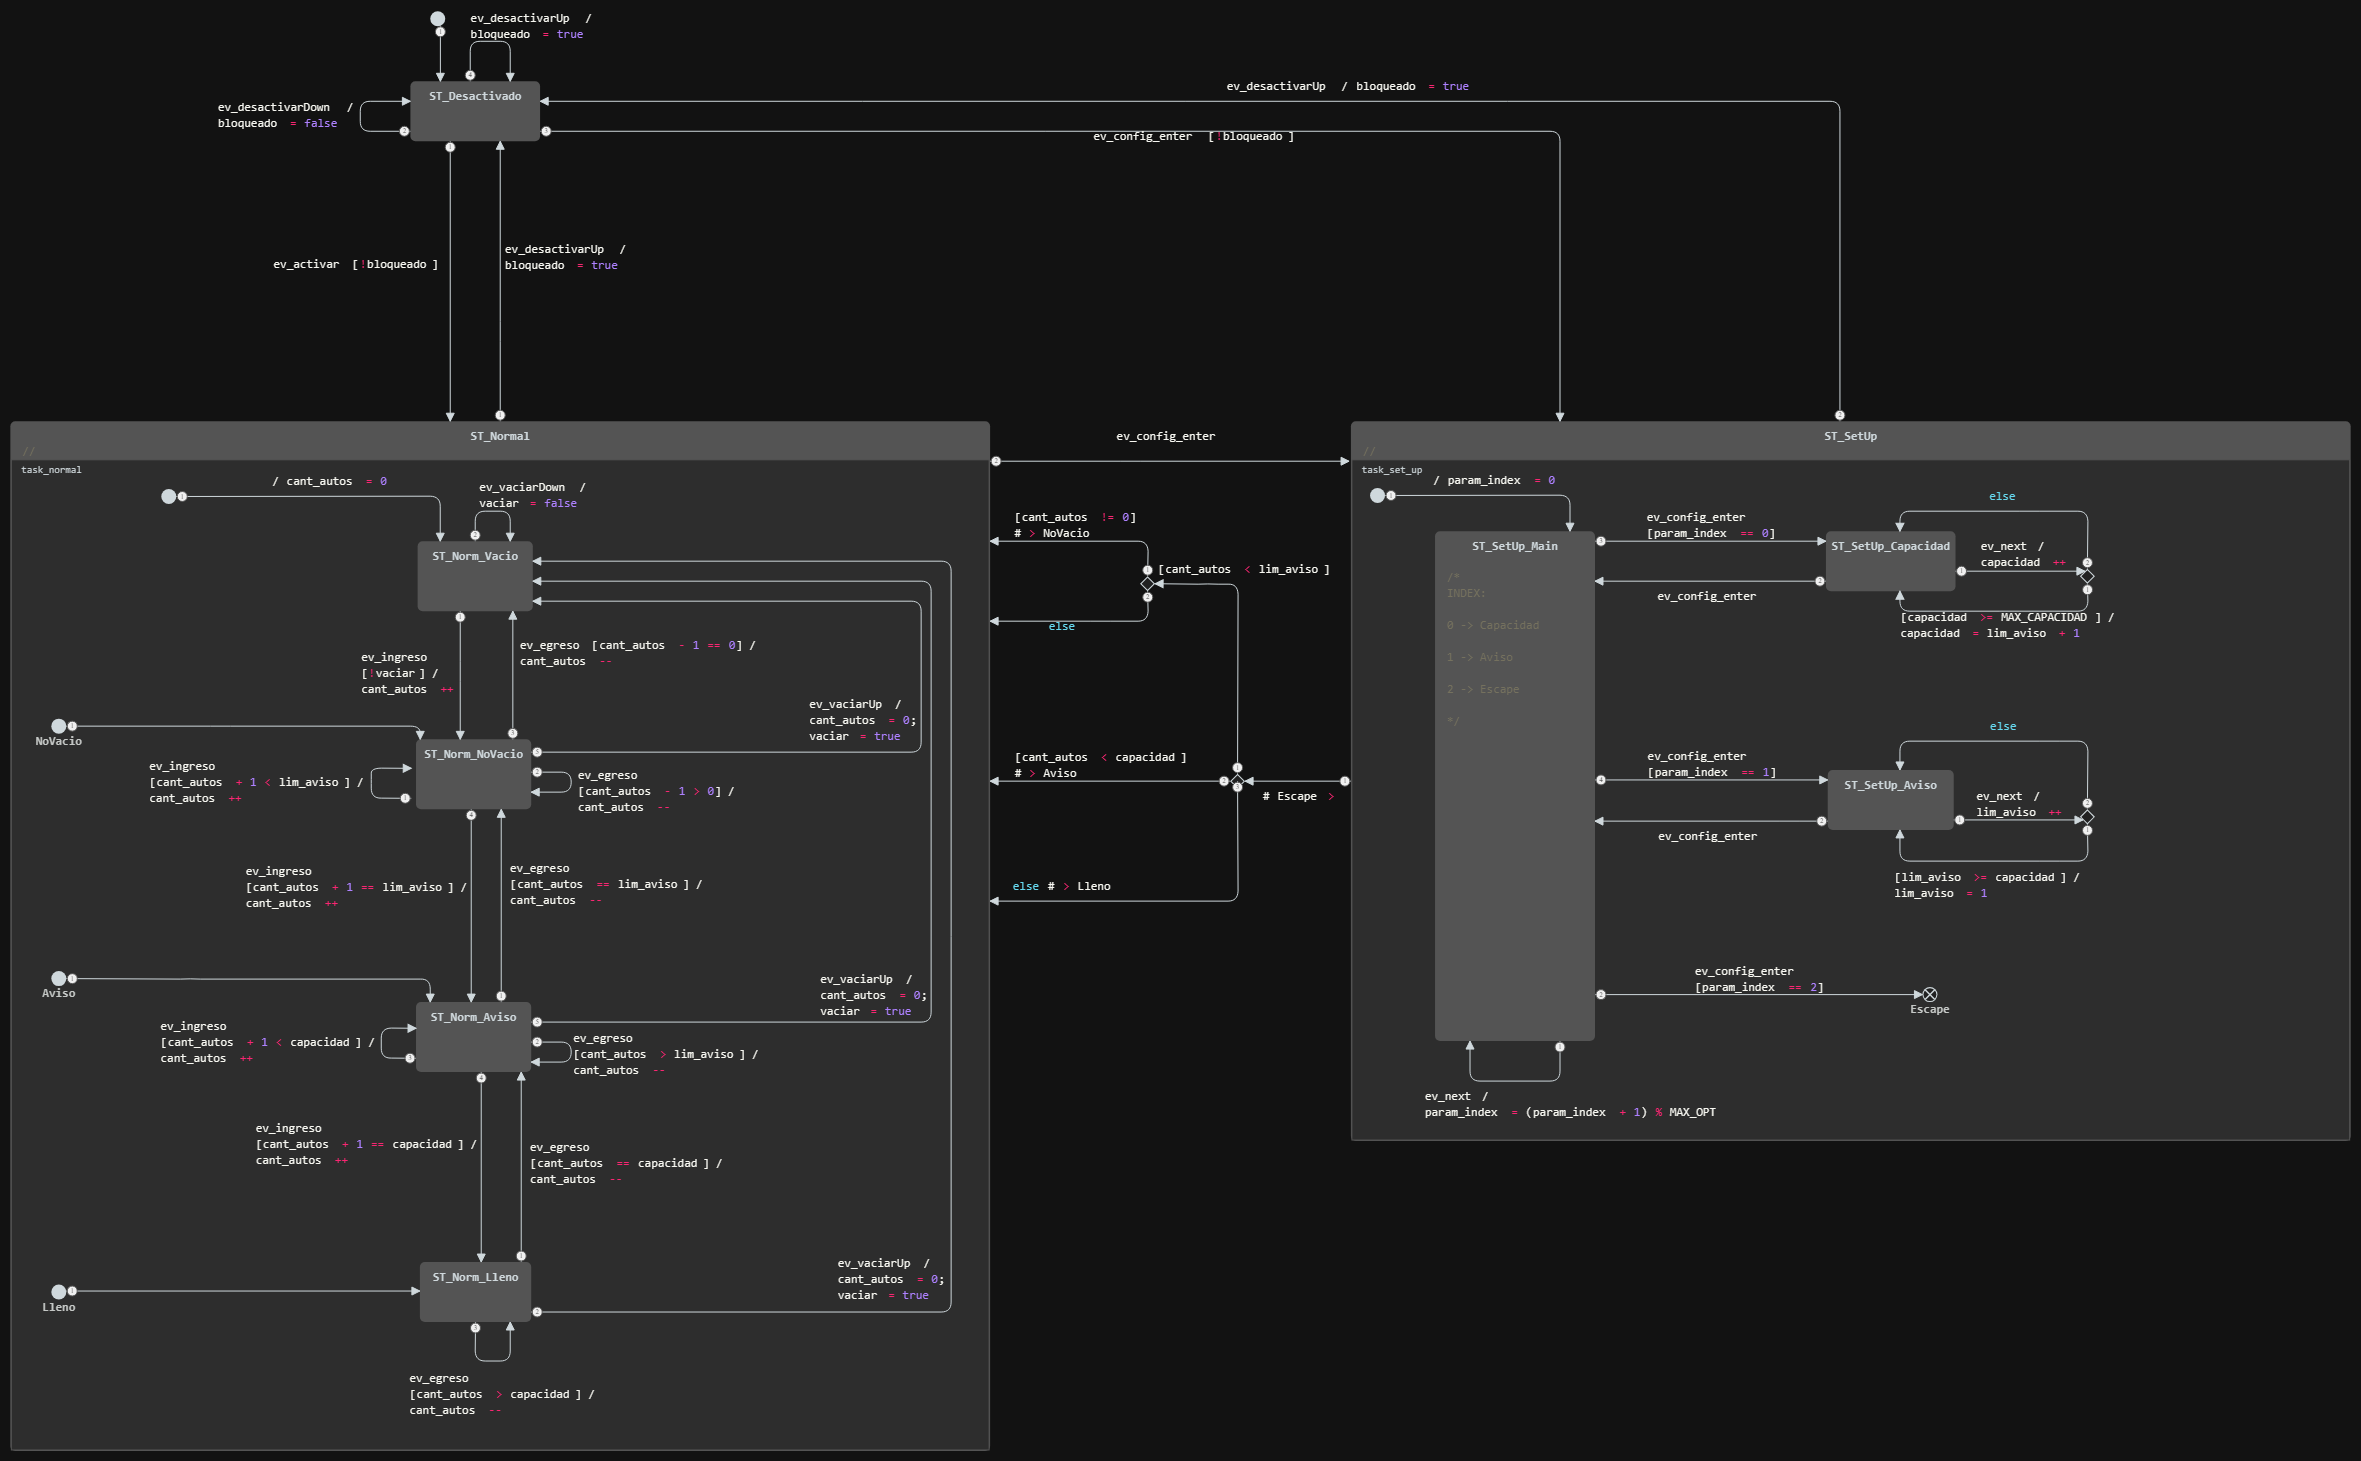 ev_desactivarUp /
bloqueado = true
ST_Desactivado
ev_desactivarDown /
bloqueado = false
ev_desactivarUp / bloqueado = true
ev_config_enter [!bloqueado]
ev_activar [!bloqueado]
ev_desactivarUp /
bloqueado = true
ST_Normal
//
task_normal
/ cant_autos = 0
ev_vaciarDown /
vaciar = false
ST_Norm_Vacio
ev_ingreso
[!vaciar] /
cant_autos ++
ev_egreso [cant_autos - 1 == 0] /
cant_autos --
ev_vaciarUp /
cant_autos = 0;
vaciar = true
NoVacio
ST_Norm_NoVacio
ev_ingreso
[cant_autos + 1 < lim_aviso] /
cant_autos ++
ev_egreso
[cant_autos - 1 > 0] /
cant_autos --
ev_ingreso
[cant_autos + 1 == lim_aviso] /
cant_autos ++
ev_egreso
[cant_autos == lim_aviso] /
cant_autos --
ev_vaciarUp /
cant_autos = 0;
vaciar = true
Aviso
ST_Norm_Aviso
ev_ingreso
[cant_autos + 1 < capacidad] /
cant_autos ++
ev_egreso
[cant_autos > lim_aviso] /
cant_autos --
ev_ingreso
[cant_autos + 1 == capacidad] /
cant_autos ++
ev_egreso
[cant_autos == capacidad] /
cant_autos --
ev_vaciarUp /
cant_autos = 0;
vaciar = true
Lleno
ST_Norm_Lleno
ev_egreso
[cant_autos > capacidad] /
cant_autos --
ev_config_enter
[cant_autos != 0]
# > NoVacio
[cant_autos < lim_aviso]
else
[cant_autos < capacidad]
# > Aviso
# Escape >
else # > Lleno
ST_SetUp
//
task_set_up
/ param_index = 0
ST_SetUp_Main
/*
INDEX:
0 -> Capacidad
1 -> Aviso
2 -> Escape
*/
ev_config_enter
[param_index == 0]
ST_SetUp_Capacidad
else
ev_next /
capacidad ++
ev_config_enter
[capacidad >= MAX_CAPACIDAD] /
capacidad = lim_aviso + 1
ev_config_enter
[param_index == 1]
ST_SetUp_Aviso
else
ev_next /
lim_aviso ++
ev_config_enter
[lim_aviso >= capacidad] /
lim_aviso = 1
ev_config_enter
[param_index == 2]
Escape
ev_next /
param_index = (param_index + 1) % MAX_OPT